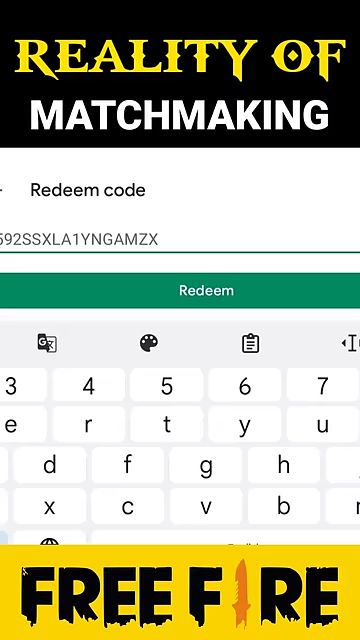 REALITY OF
MATCHMAKING
Redeem code
592SSXLA1YNGAMZX
Redeem
3 4 5 6 7
e r t y u
d f g h
x c v b
FREE FIRE